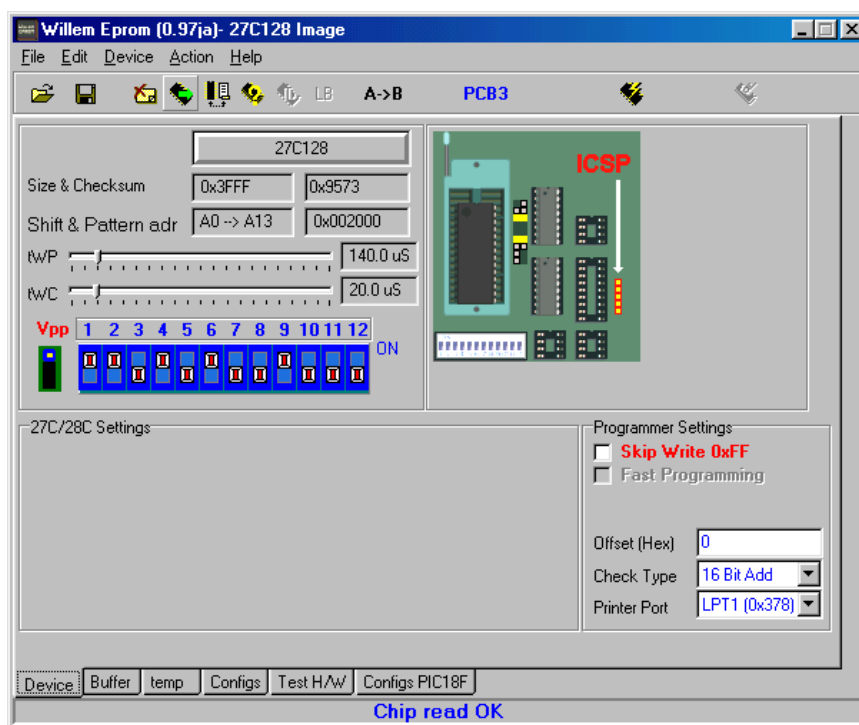 Willem Eprom (0.97ja)- 27C128 Image
File Edit Device Action Help
LB A->B PCB3
27C128
Size & Checksum 0x3FFF 0x9573
Shift & Pattern adr A0 --> A13 0x002000
tWP 140.0 uS
tWC 20.0 uS
Vpp 1 2 3 4 5 6 7 8 9 10 11 12
ON
ICSP
27C/28C Settings
Programmer Settings
Skip Write 0xFF
Fast Programming
Offset (Hex) 0
Check Type 16 Bit Add
Printer Port LPT1 (0x378)
Device Buffer temp Configs Test H/W Configs PIC18F
Chip read OK